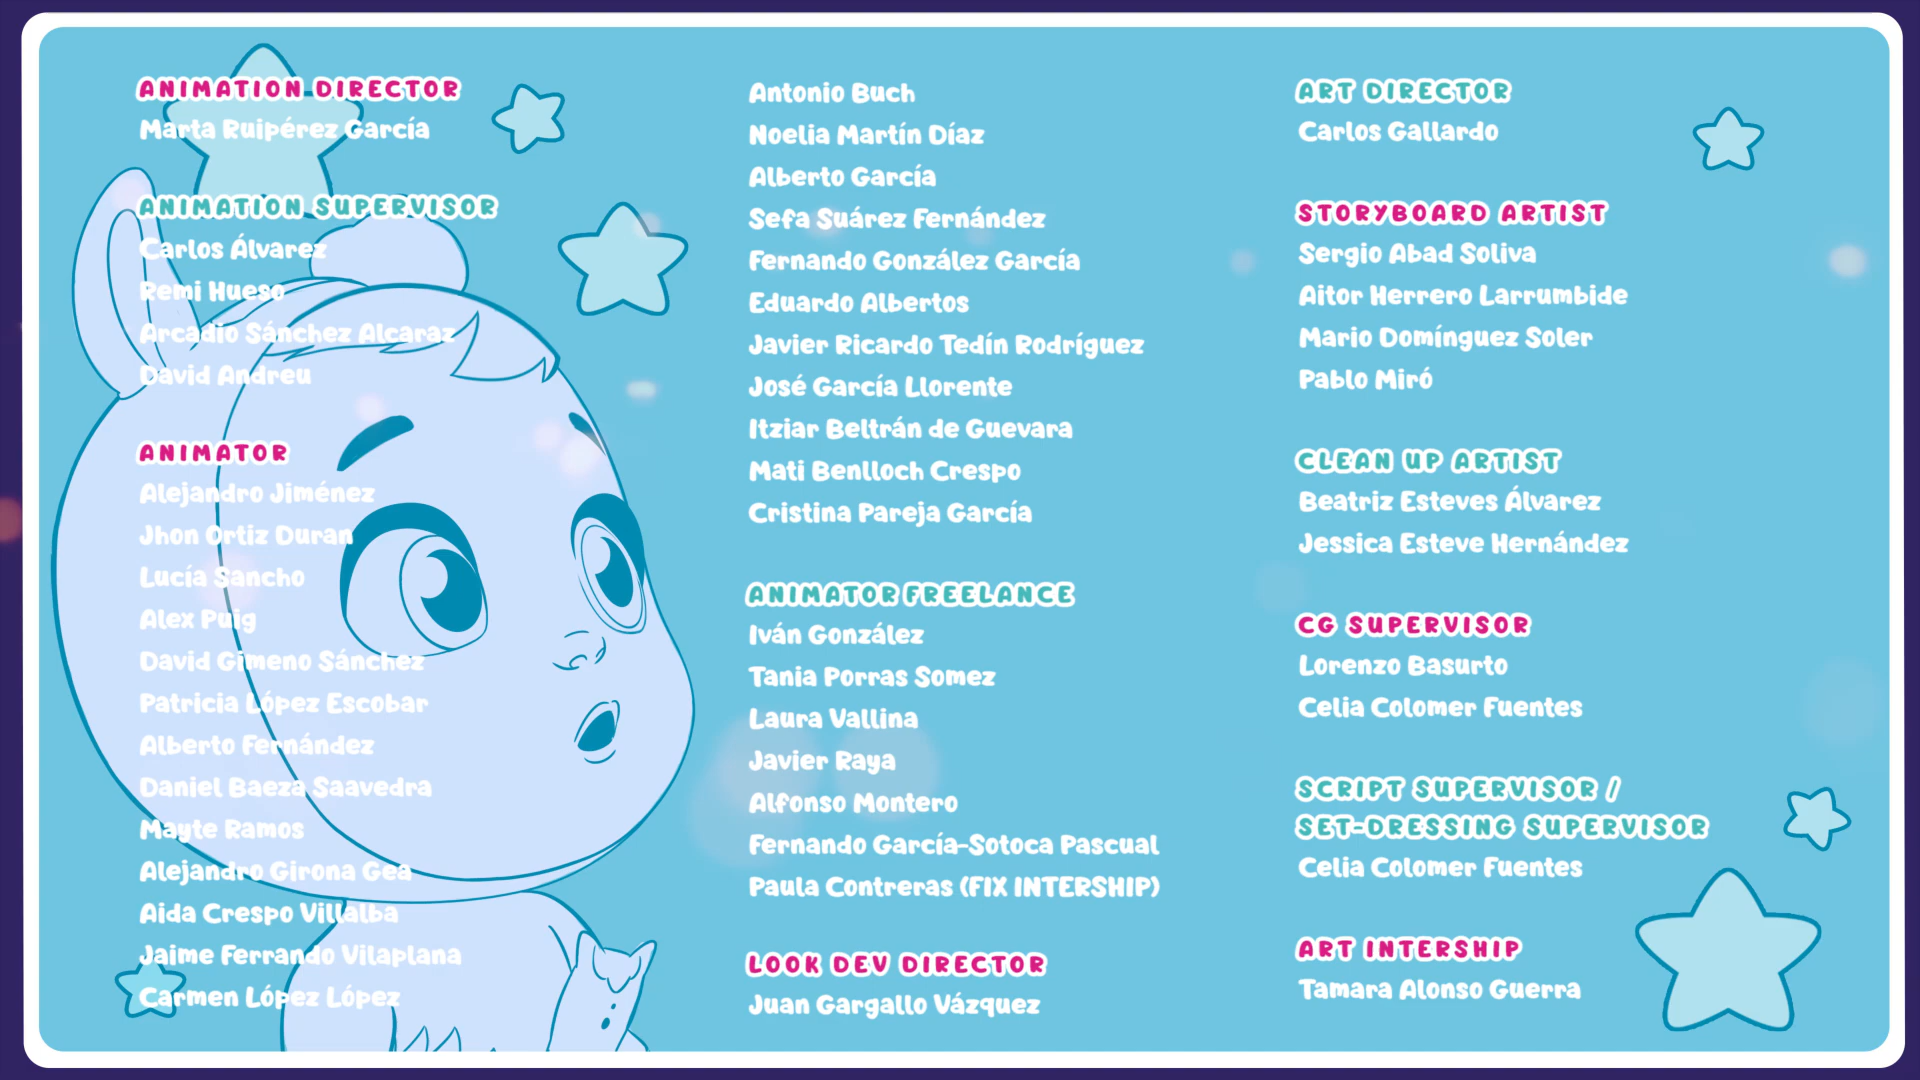 ANIMATION DIRECTOR
Marta Ruipérez García
ANIMATION SUPERVISOR
Carlos Álvarez
Remi Hueso
Arcadio Sánchez Alcaraz
David Andreu
ANIMATOR
Alejandro Jiménez
Jhon Ortiz Duran
Lucía Sancho
Alex Puig
David Gimeno Sánchez
Patricia López Escobar
Alberto Fernández
Daniel Baeza Saavedra
Mayte Ramos
Alejandro Girona Gea
Aida Crespo Villalba
Jaime Ferrando Vilaplana
Carmen López López
Antonio Buch
Noelia Martín Díaz
Alberto García
Sefa Suárez Fernández
Fernando González García
Eduardo Albertos
Javier Ricardo Tedín Rodríguez
José García Llorente
Itziar Beltrán de Guevara
Mati Benlloch Crespo
Cristina Pareja García
ANIMATOR FREELANCE
Iván González
Tania Porras Somez
Laura Vallina
Javier Raya
Alfonso Montero
Fernando García-Sotoca Pascual
Paula Contreras (FIX INTERSHIP)
LOOK DEV DIRECTOR
Juan Gargallo Vázquez
ART DIRECTOR
Carlos Gallardo
STORYBOARD ARTIST
Sergio Abad Soliva
Aitor Herrero Larrumbide
Mario Domínguez Soler
Pablo Miró
CLEAN UP ARTIST
Beatriz Esteves Álvarez
Jessica Esteve Hernández
CG SUPERVISOR
Lorenzo Basurto
Celia Colomer Fuentes
SCRIPT SUPERVISOR /
SET-DRESSING SUPERVISOR
Celia Colomer Fuentes
ART INTERSHIP
Tamara Alonso Guerra